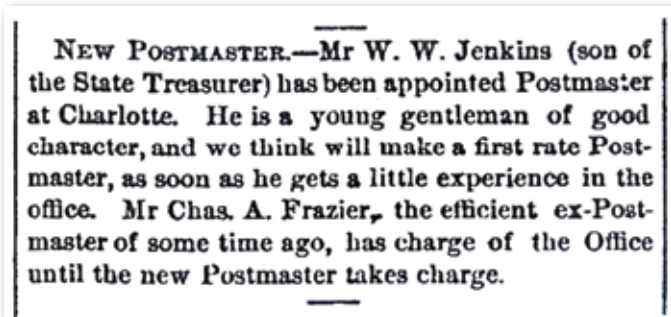 NEW POSTMASTER.—Mr W. W. Jenkins (son of
the State Treasurer) has been appointed Postmaster
at Charlotte. He is a young gentleman of good
character, and we think will make a first rate Post-
master, as soon as he gets a little experience in the
office. Mr Chas. A. Frazier, the efficient ex-Post-
master of some time ago, has charge of the Office
until the new Postmaster takes charge.